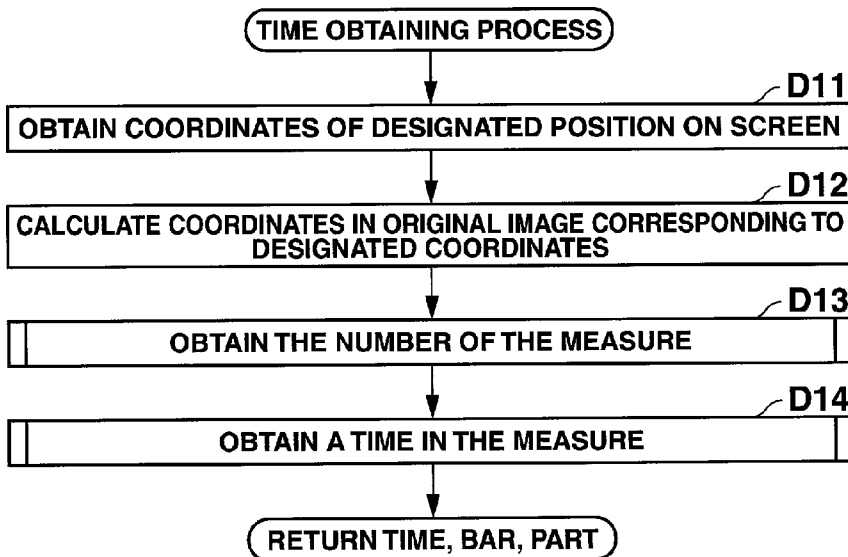 TIME OBTAINING PROCESS
D11
OBTAIN COORDINATES OF DESIGNATED POSITION ON SCREEN
D12
CALCULATE COORDINATES IN ORIGINAL IMAGE CORRESPONDING TO
DESIGNATED COORDINATES
D13
OBTAIN THE NUMBER OF THE MEASURE
D14
OBTAIN A TIME IN THE MEASURE
RETURN TIME, BAR, PART